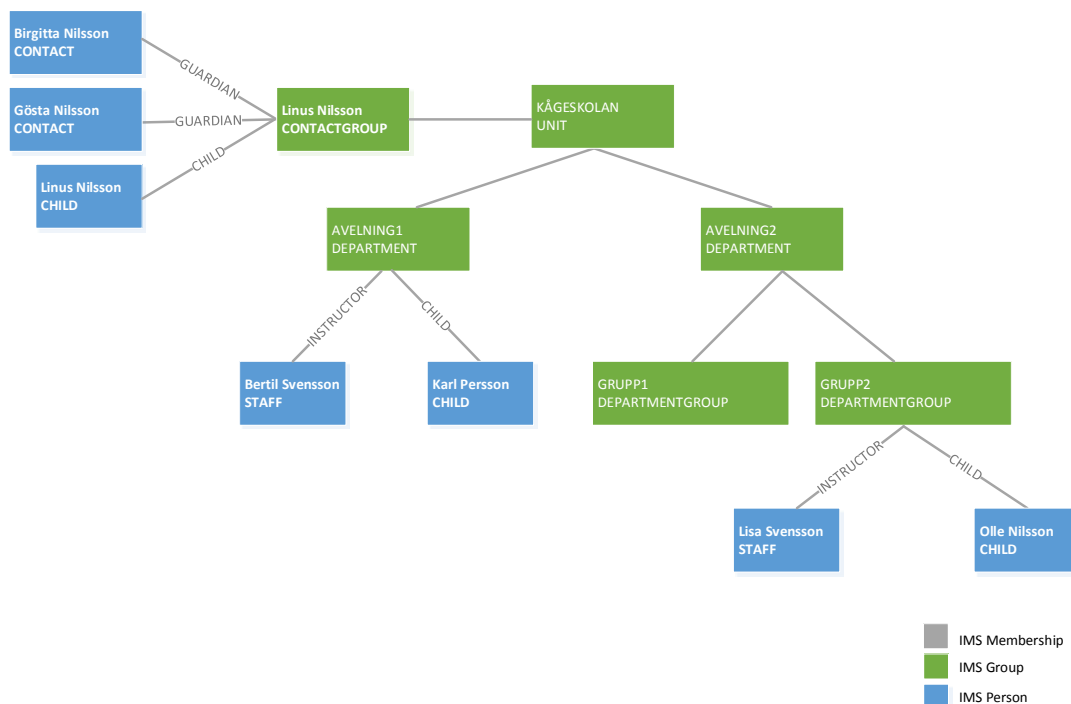 Birgitta Nilsson
CONTACT
GUARDIAN
Gösta Nilsson
CONTACT
GUARDIAN
Linus Nilsson
CHILD
CHILD
Linus Nilsson
CONTACTGROUP
KÅGESKOLAN
UNIT
AVELNING1
DEPARTMENT
AVELNING2
DEPARTMENT
INSTRUCTOR
CHILD
Bertil Svensson
STAFF
Karl Persson
CHILD
GRUPP1
DEPARTMENTGROUP
GRUPP2
DEPARTMENTGROUP
INSTRUCTOR
CHILD
Lisa Svensson
STAFF
Olle Nilsson
CHILD
IMS Membership
IMS Group
IMS Person